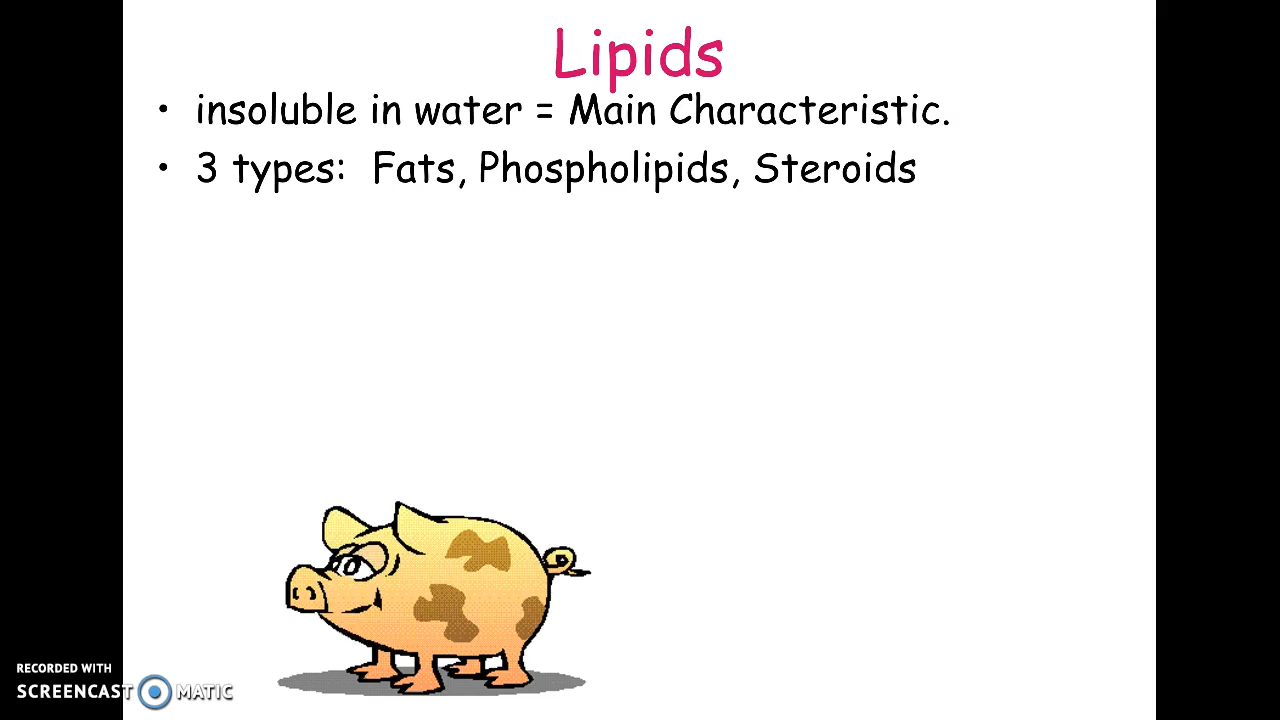 Lipids
• insoluble in water = Main Characteristic.
• 3 types: Fats, Phospholipids, Steroids
RECORDED WITH
SCREENCAST MATIC